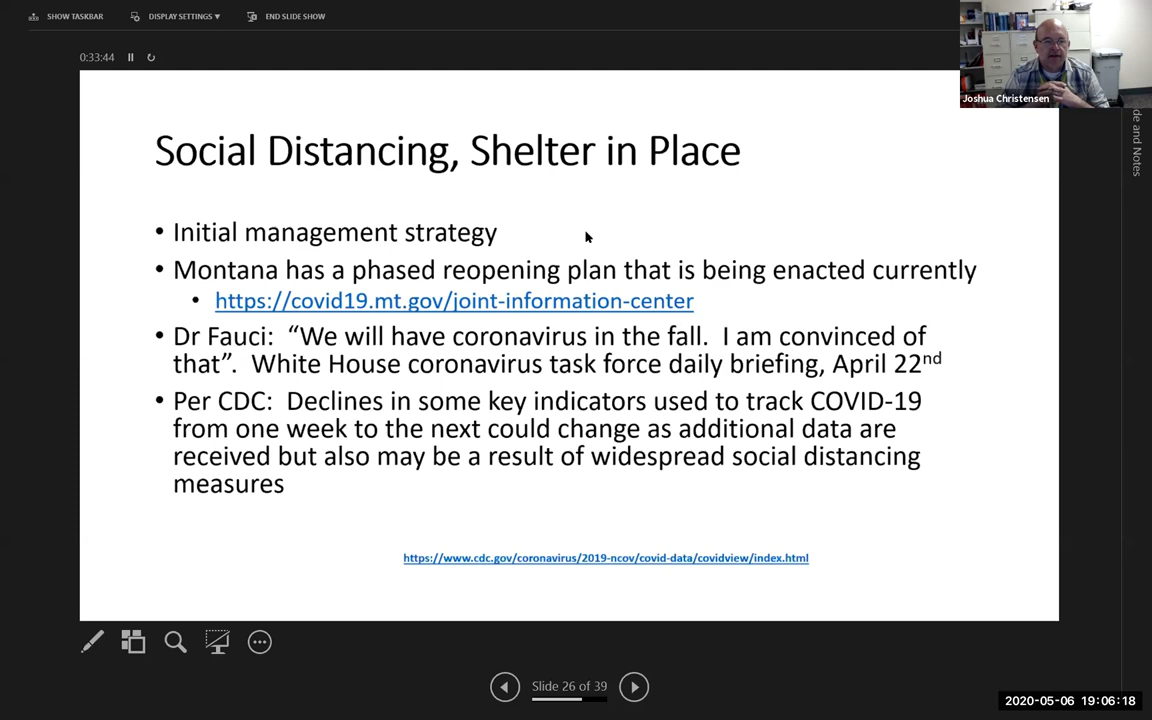 SHOW TASKBAR
DISPLAY SETTINGS ▼
END SLIDE SHOW
0:33:44
Joshua Christensen
de and Notes
Social Distancing, Shelter in Place
• Initial management strategy
• Montana has a phased reopening plan that is being enacted currently
• https://covid19.mt.gov/joint-information-center
• Dr Fauci:  “We will have coronavirus in the fall.  I am convinced of
that”.  White House coronavirus task force daily briefing, April 22nd
• Per CDC:  Declines in some key indicators used to track COVID-19
from one week to the next could change as additional data are
received but also may be a result of widespread social distancing
measures
https://www.cdc.gov/coronavirus/2019-ncov/covid-data/covidview/index.html
Slide 26 of 39
2020-05-06 19:06:18